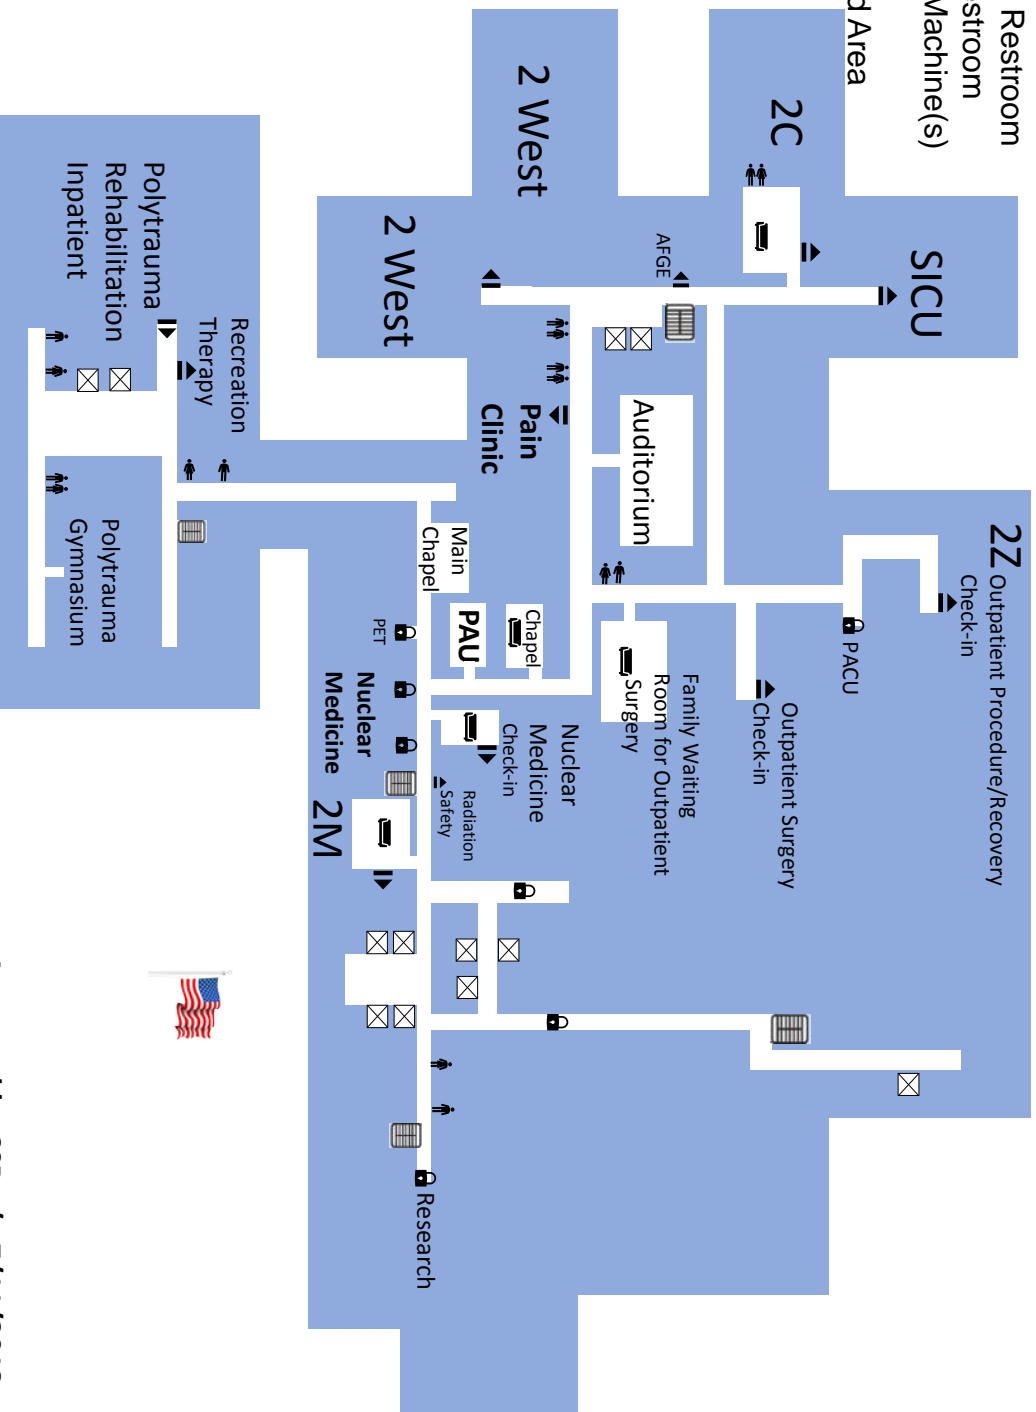 Restroom
estroom
Machine(s)
d Area
2Z Outpatient Procedure/Recovery
Check-in
SICU
PACU
2C
Outpatient Surgery
Check-in
AFGE
Family Waiting
Room for Outpatient
Surgery
Auditorium
2 West
Pain
Clinic
Chapel
PAU
Nuclear
Medicine
Check-in
2 West
Main
Chapel
Radiation
Safety
Research
PET
Nuclear
Medicine
2M
Recreation
Therapy
Polytrauma
Rehabilitation
Inpatient
Polytrauma
Gymnasium